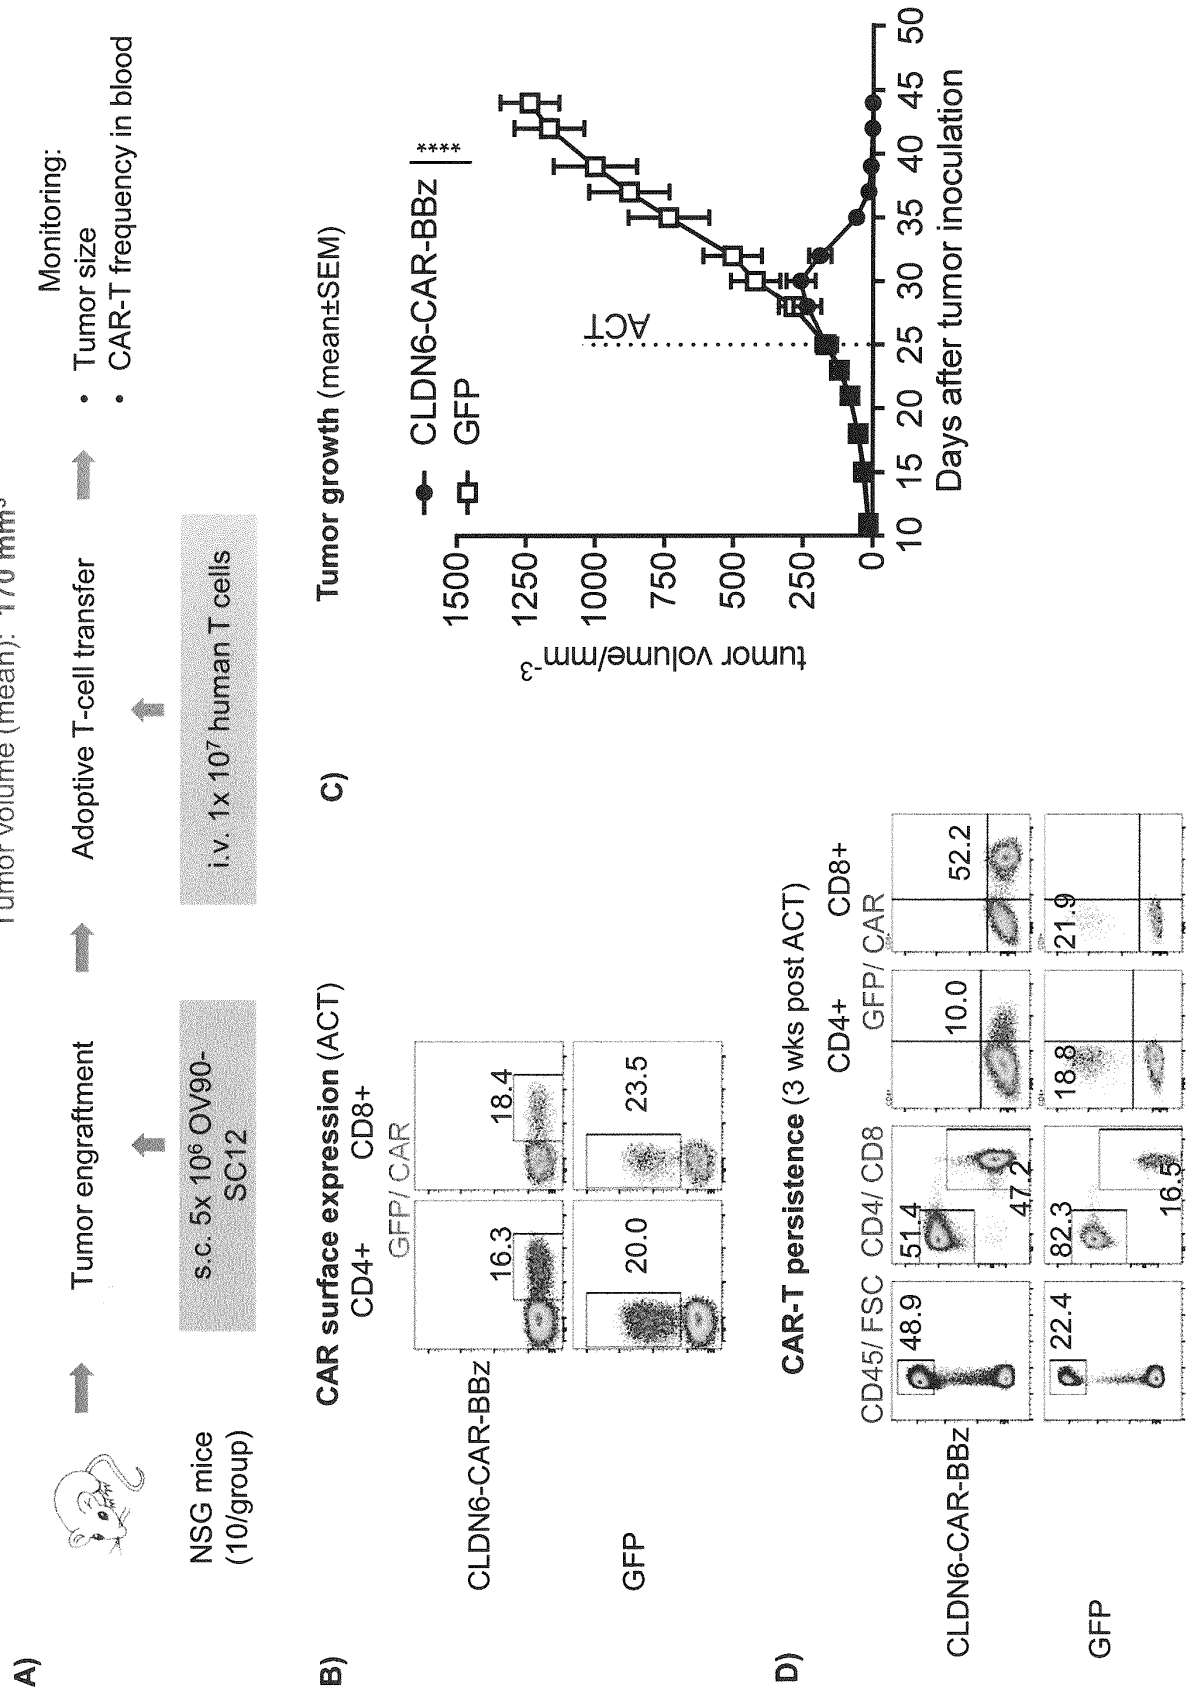 A)
Tumor volume (mean): 170 mm³
NSG mice
(10/group)
Tumor engraftment
s.c. 5x 10⁶ OV90-
SC12
Adoptive T-cell transfer
i.v. 1x 10⁷ human T cells
Monitoring:
• Tumor size
• CAR-T frequency in blood
B)
CAR surface expression (ACT)
CD4+ CD8+
GFP/ CAR
CLDN6-CAR-BBz
16.3 18.4
GFP
20.0 23.5
C)
Tumor growth (mean±SEM)
CLDN6-CAR-BBz
GFP
****
ACT
tumor volume/mm⁻³
1500
1250
1000
750
500
250
0
10 15 20 25 30 35 40 45 50
Days after tumor inoculation
D)
CAR-T persistence (3 wks post ACT)
CD4+ CD8+
CD45/ FSC CD4/ CD8 GFP/ CAR
CLDN6-CAR-BBz
48.9 51.4 47.2 10.0 52.2
GFP
22.4 82.3 16.5 18.8 21.9